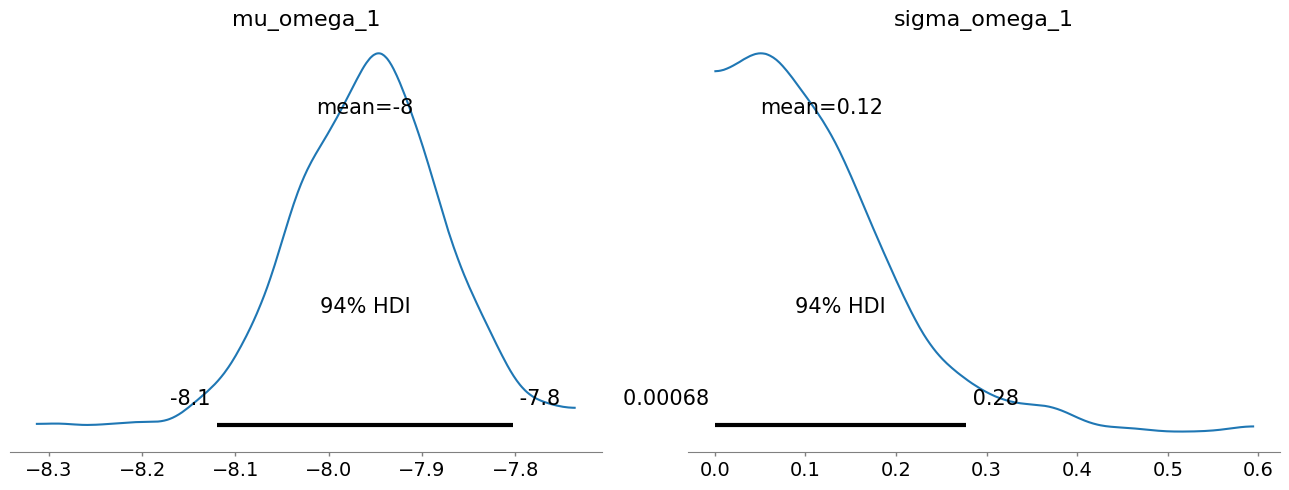 mu_omega_1
mean=-8
94% HDI
-8.1
-7.8
−8.3 −8.2 −8.1 −8.0 −7.9 −7.8
sigma_omega_1
mean=0.12
94% HDI
0.00068
0.28
0.0 0.1 0.2 0.3 0.4 0.5 0.6